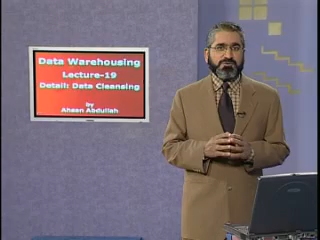 Data Warehousing
Lecture-19
Detail: Data Cleansing
by
Ahsan Abdullah